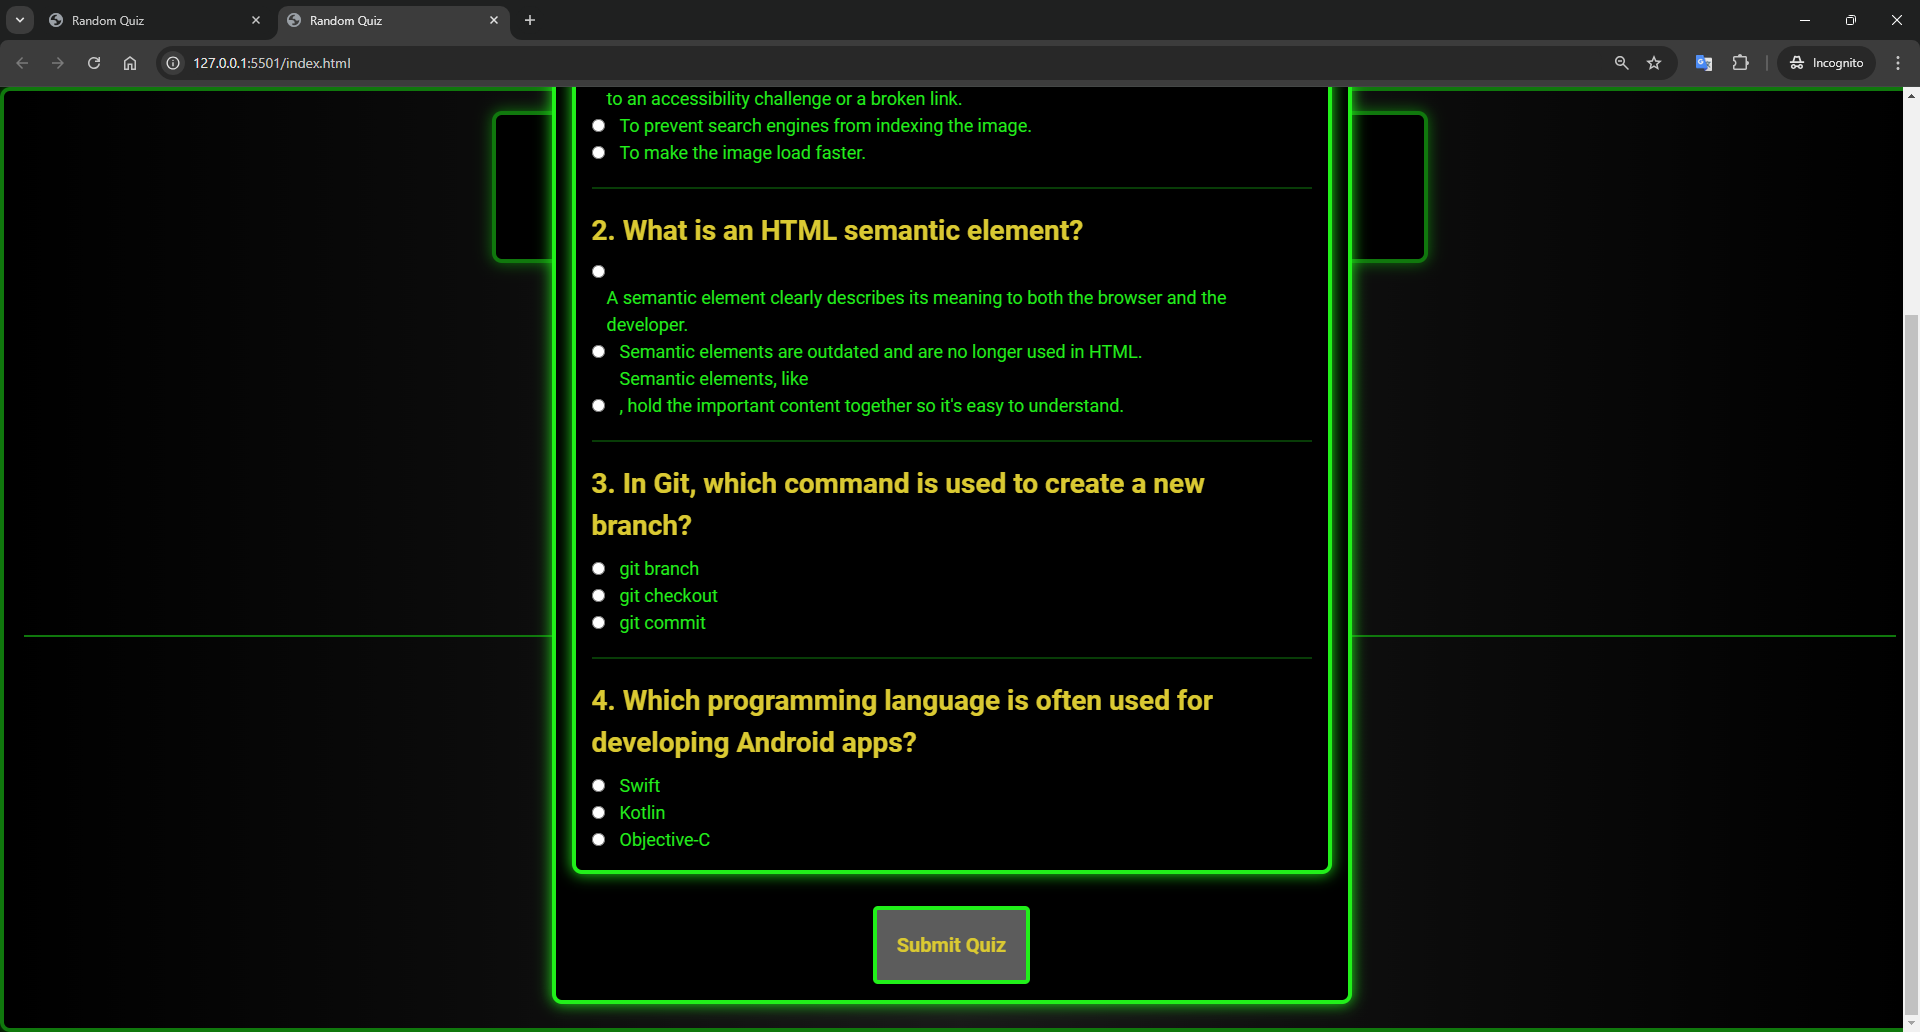 Random Quiz
Random Quiz
127.0.0.1:5501/index.html
Incognito
to an accessibility challenge or a broken link.
To prevent search engines from indexing the image.
To make the image load faster.
2. What is an HTML semantic element?
A semantic element clearly describes its meaning to both the browser and the
developer.
Semantic elements are outdated and are no longer used in HTML.
Semantic elements, like
, hold the important content together so it's easy to understand.
3. In Git, which command is used to create a new
branch?
git branch
git checkout
git commit
4. Which programming language is often used for
developing Android apps?
Swift
Kotlin
Objective-C
Submit Quiz